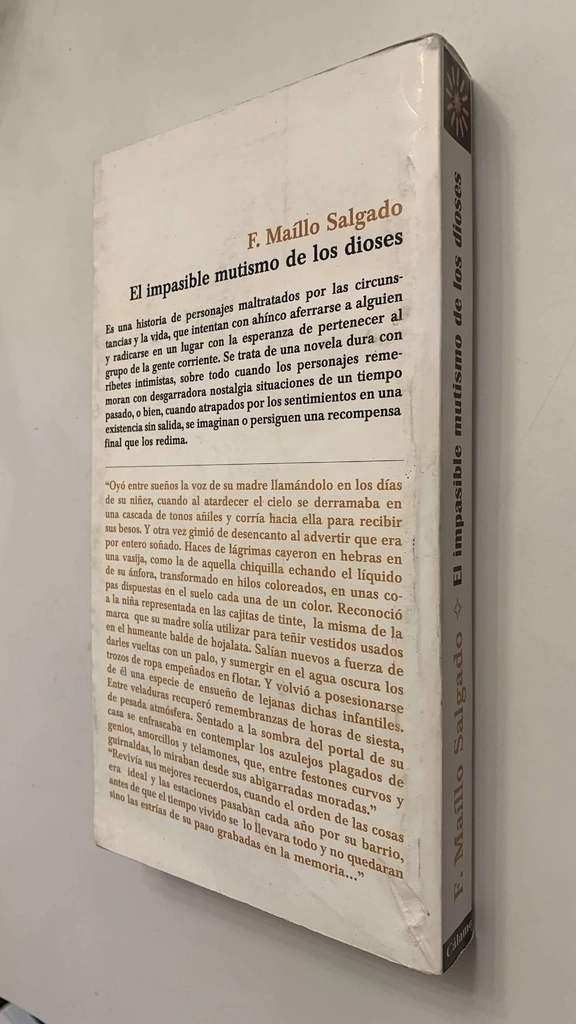 F. Maíllo Salgado
El impasible mutismo de los dioses
Es una historia de personajes maltratados por las circuns-
tancias y la vida, que intentan con ahínco aferrarse a alguien
y radicarse en un lugar con la esperanza de pertenecer al
grupo de la gente corriente. Se trata de una novela dura con
ribetes intimistas, sobre todo cuando los personajes reme-
moran con desgarradora nostalgia situaciones de un tiempo
pasado, o bien, cuando atrapados por los sentimientos en una
existencia sin salida, se imaginan o persiguen una recompensa
final que los redima.
“Oyó entre sueños la voz de su madre llamándolo en los días
de su niñez, cuando al atardecer el cielo se derramaba en
una cascada de tonos añiles y corría hacia ella para recibir
sus besos. Y otra vez gimió de desencanto al advertir que era
por entero soñado. Haces de lágrimas cayeron en hebras en
una vasija, como la de aquella chiquilla echando el líquido
de su ánfora, transformado en hilos coloreados, en unas co-
pas dispuestas en el suelo cada una de un color. Reconoció
a la niña representada en las cajitas de tinte, la misma de la
marca que su madre solía utilizar para teñir vestidos usados
en el humeante balde de hojalata. Salían nuevos a fuerza de
darles vueltas con un palo, y sumergir en el agua oscura los
trozos de ropa empeñados en flotar. Y volvió a posesionarse
de él una especie de ensueño de lejanas dichas infantiles.
Entre veladuras recuperó remembranzas de horas de siesta,
de pesada atmósfera. Sentado a la sombra del portal de su
casa se enfrascaba en contemplar los azulejos plagados de
genios, amorcillos y telamones, que, entre festones curvos y
guirnaldas, lo miraban desde sus abigarradas moradas.”
“Revivía sus mejores recuerdos, cuando el orden de las cosas
era ideal y las estaciones pasaban cada año por su barrio,
antes de que el tiempo vivido se lo llevara todo y no quedaran
sino las estrías de su paso grabadas en la memoria...”
F. Maíllo Salgado ✧ El impasible mutismo de los dioses
Cálamo